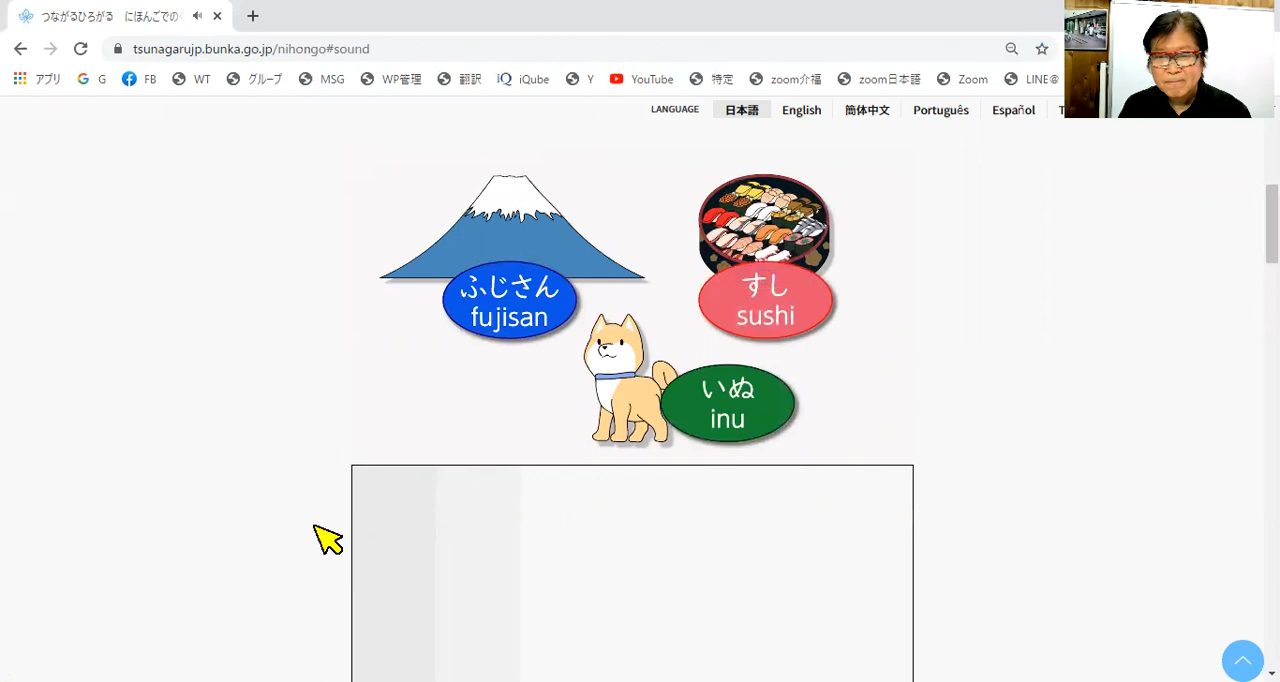 つながるひろがる にほんごでの
tsunagarujp.bunka.go.jp/nihongo#sound
アプリ G FB WT グループ MSG WP管理 翻訳 iQube Y YouTube 特定 zoom介福 zoom日本語 Zoom LINE@
LANGUAGE 日本語 English 简体中文 Português Español
ふじさん
fujisan
すし
sushi
いぬ
inu